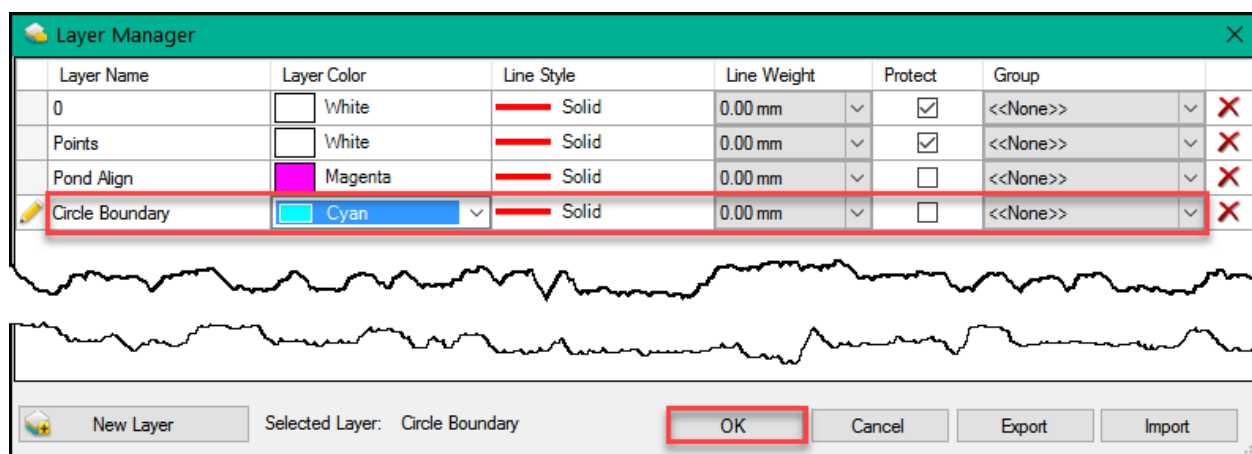 Layer Manager
Layer Name Layer Color Line Style Line Weight Protect Group
0 White Solid 0.00 mm <<None>>
Points White Solid 0.00 mm <<None>>
Pond Align Magenta Solid 0.00 mm <<None>>
Circle Boundary Cyan Solid 0.00 mm <<None>>
New Layer Selected Layer: Circle Boundary OK Cancel Export Import